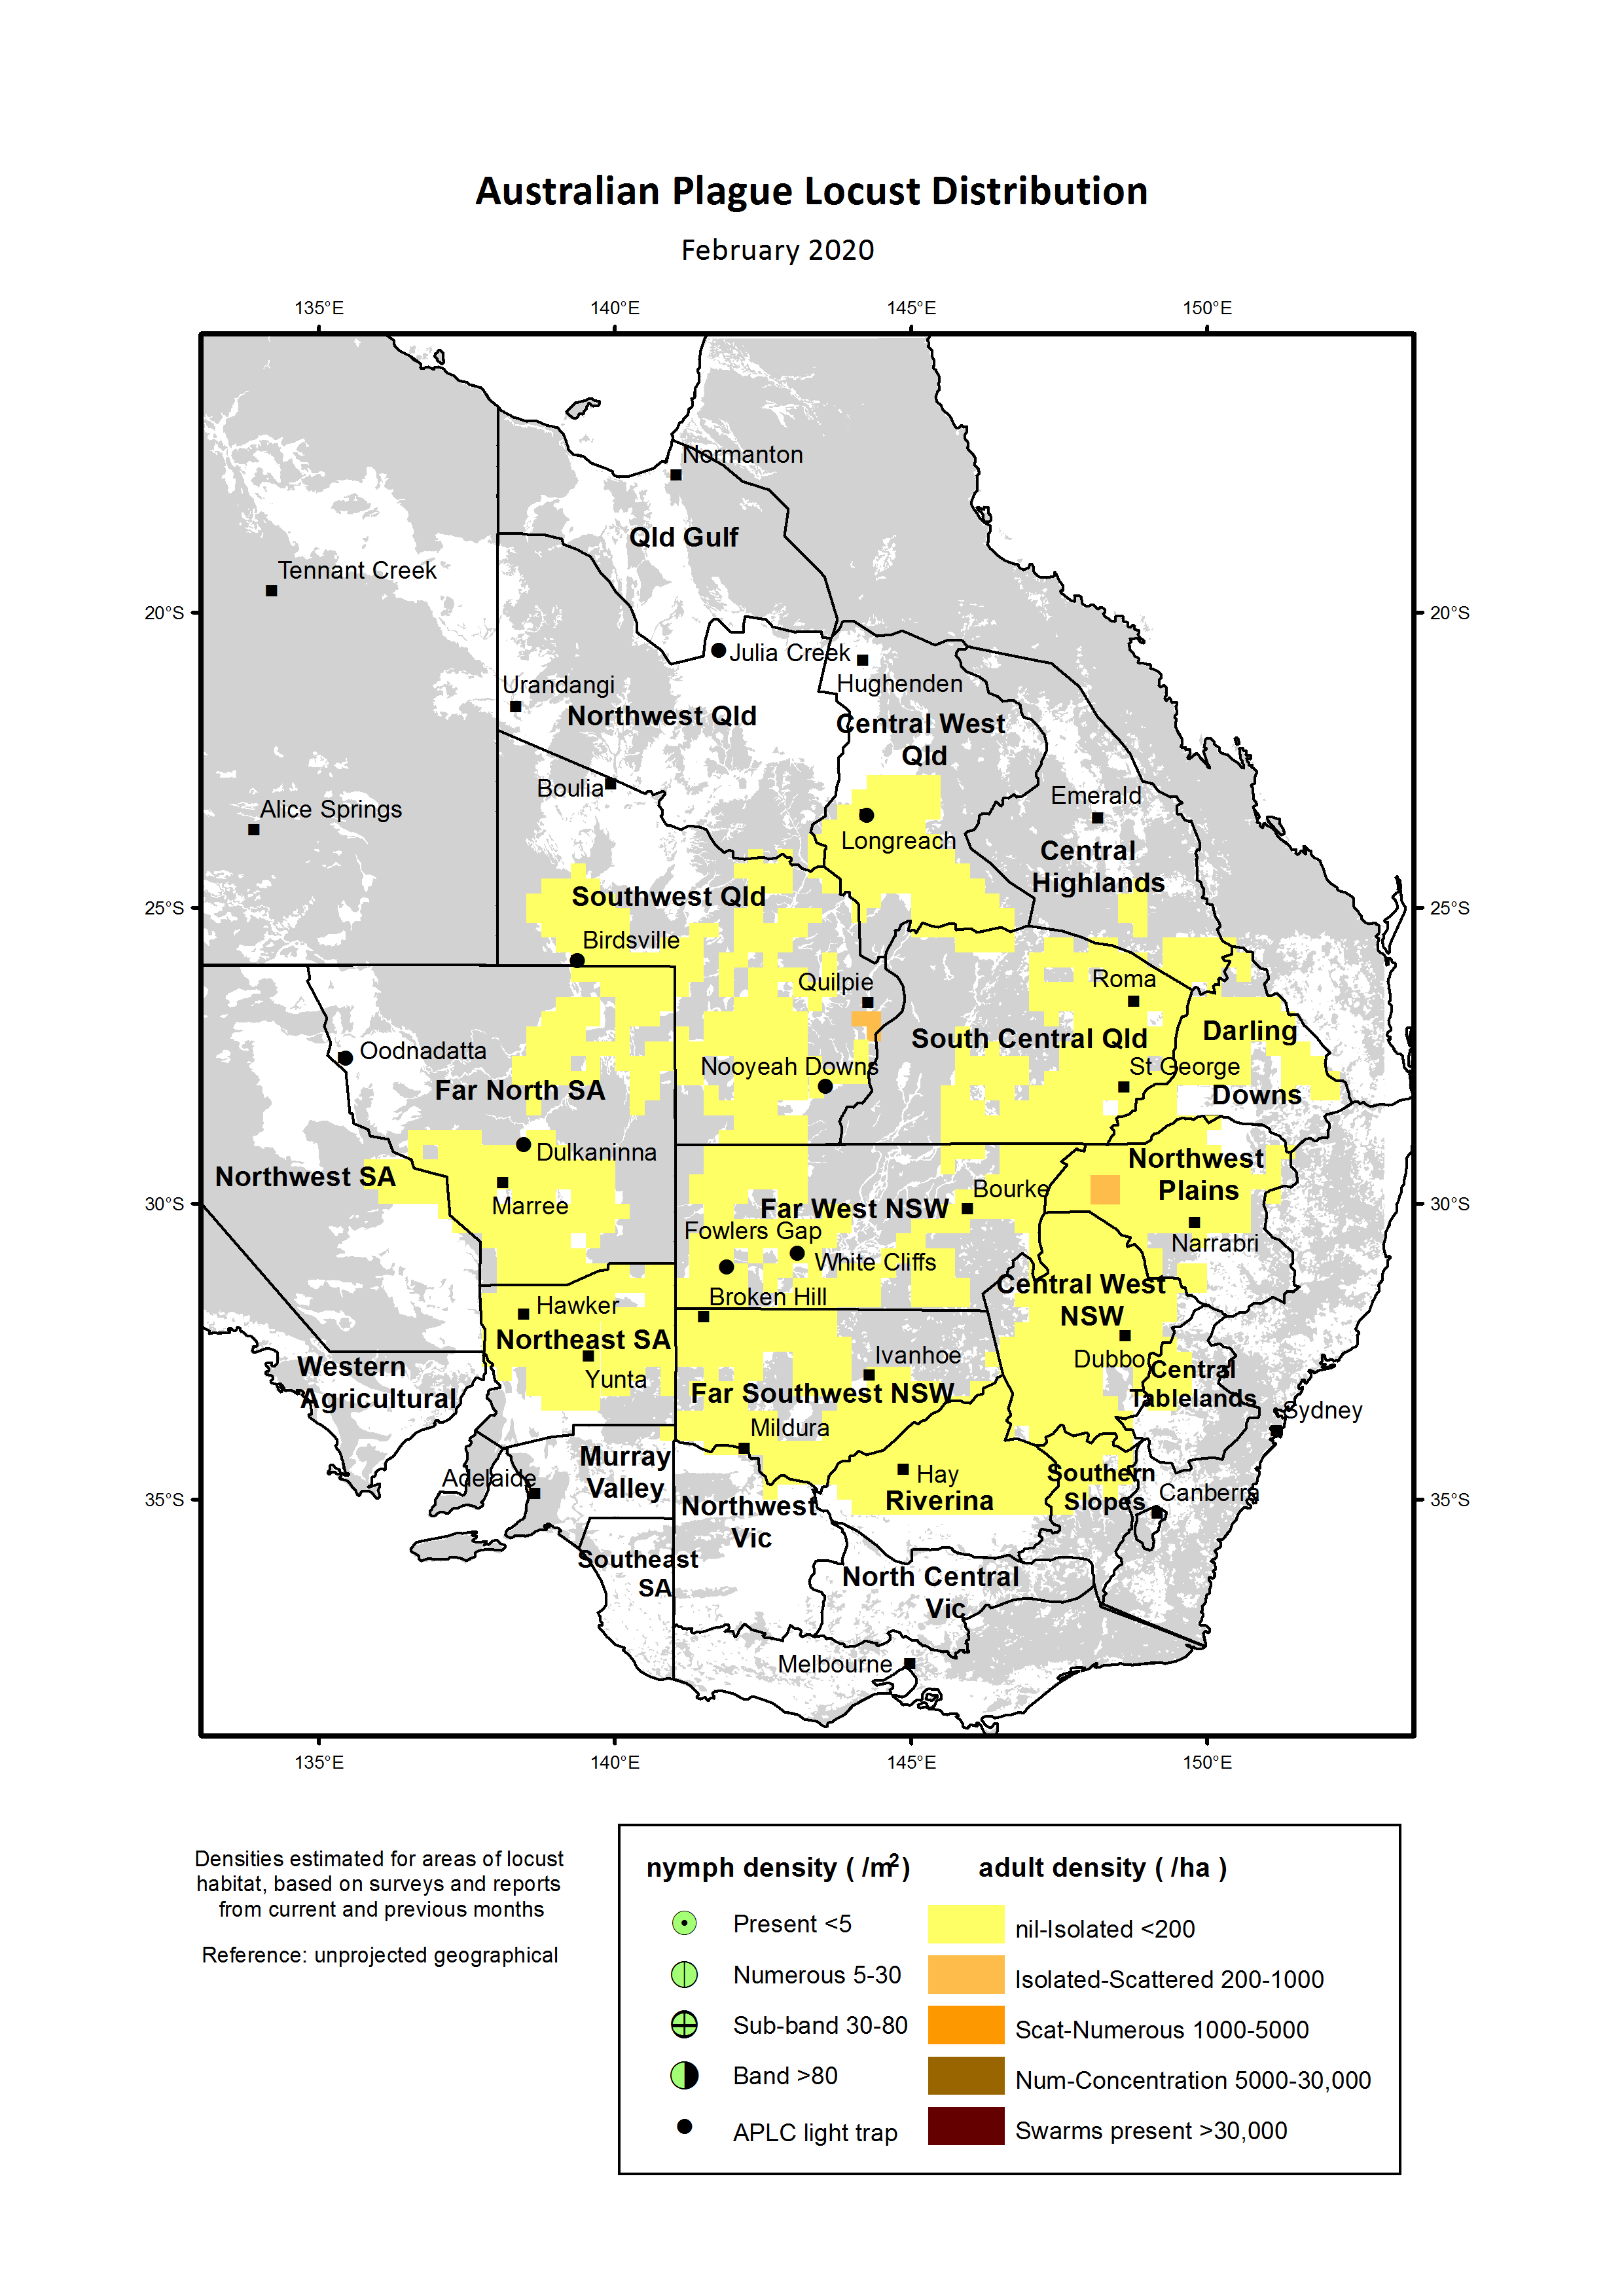 Australian Plague Locust Distribution
February 2020
135°E 140°E 145°E 150°E
Normanton
Qld Gulf
Tennant Creek
20°S 20°S
Julia Creek
Hughenden
Urandangi
Northwest Qld
Central West
Qld
Boulia
Emerald
Alice Springs
Longreach
Central
Highlands
Southwest Qld
25°S 25°S
Birdsville
Quilpie
Roma
South Central Qld
Darling
Downs
Oodnadatta
Nooyeah Downs
St George
Far North SA
Dulkaninna
Northwest SA
Marree
Northwest
Plains
Bourke
30°S 30°S
Far West NSW
Fowlers Gap
White Cliffs
Narrabri
Broken Hill
Hawker
Central West
NSW
Northeast SA
Yunta
Ivanhoe
Dubbo
Central
Tablelands
Western
Agricultural
Far Southwest NSW
Sydney
Mildura
Murray
Valley
Adelaide
Hay
Riverina
Southern
Slopes
Canberra
35°S 35°S
Northwest
Vic
Southeast
SA
North Central
Vic
Melbourne
135°E 140°E 145°E 150°E
Densities estimated for areas of locust
habitat, based on surveys and reports
from current and previous months
Reference: unprojected geographical
nymph density ( /m²)
Present <5
Numerous 5-30
Sub-band 30-80
Band >80
APLC light trap
adult density ( /ha )
nil-Isolated <200
Isolated-Scattered 200-1000
Scat-Numerous 1000-5000
Num-Concentration 5000-30,000
Swarms present >30,000